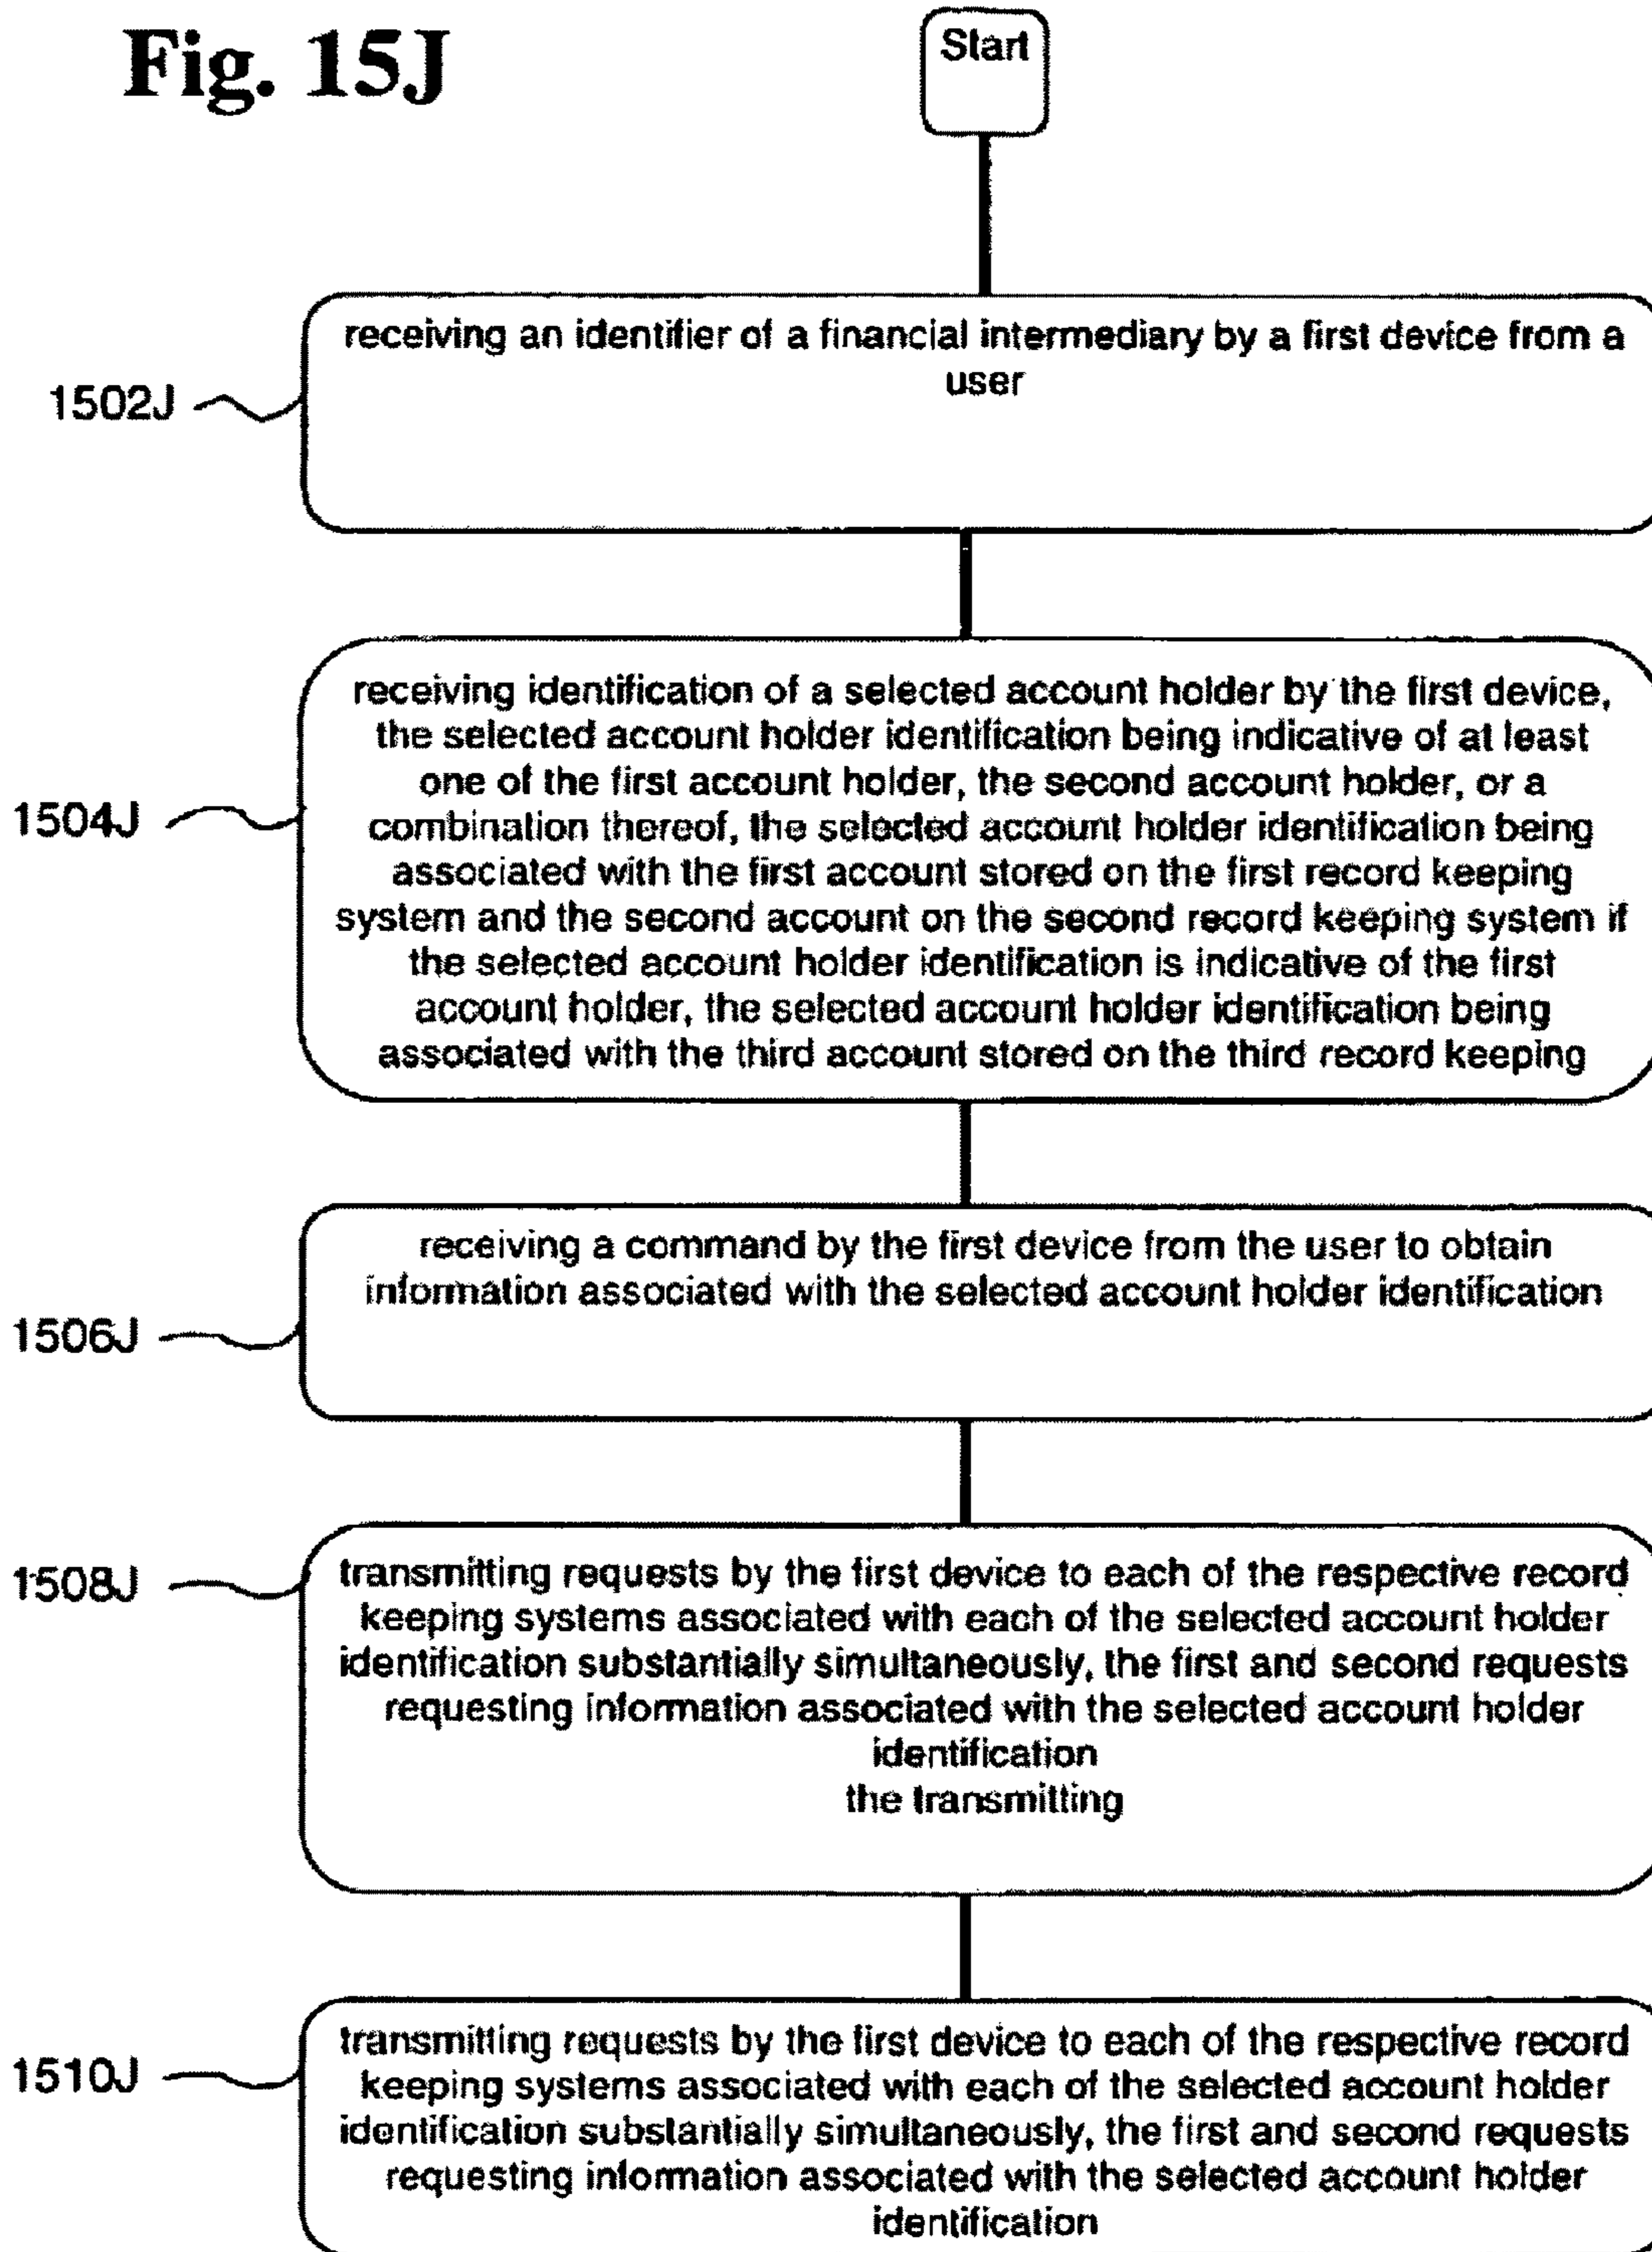 Fig. 15J
Start
receiving an identifier of a financial intermediary by a first device from a
user
1502J
receiving identification of a selected account holder by the first device,
the selected account holder identification being indicative of at least
one of the first account holder, the second account holder, or a
combination thereof, the selected account holder identification being
associated with the first account stored on the first record keeping
system and the second account on the second record keeping system if
the selected account holder identification is indicative of the first
account holder, the selected account holder identification being
associated with the third account stored on the third record keeping
1504J
receiving a command by the first device from the user to obtain
information associated with the selected account holder identification
1506J
transmitting requests by the first device to each of the respective record
keeping systems associated with each of the selected account holder
identification substantially simultaneously, the first and second requests
requesting information associated with the selected account holder
identification
the transmitting
1508J
transmitting requests by the first device to each of the respective record
keeping systems associated with each of the selected account holder
identification substantially simultaneously, the first and second requests
requesting information associated with the selected account holder
identification
1510J